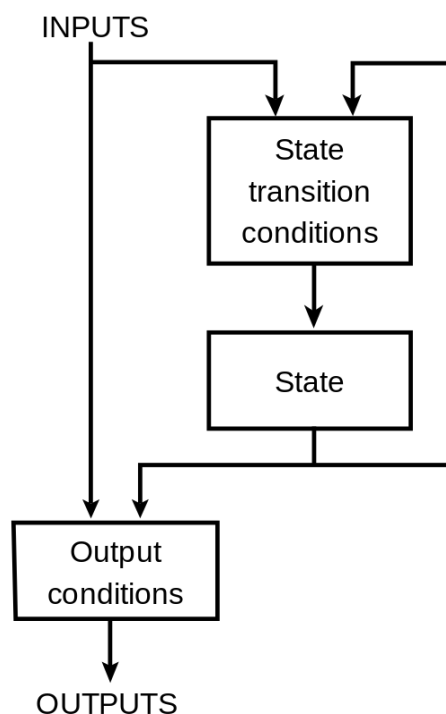 INPUTS
State
transition
conditions
State
Output
conditions
OUTPUTS